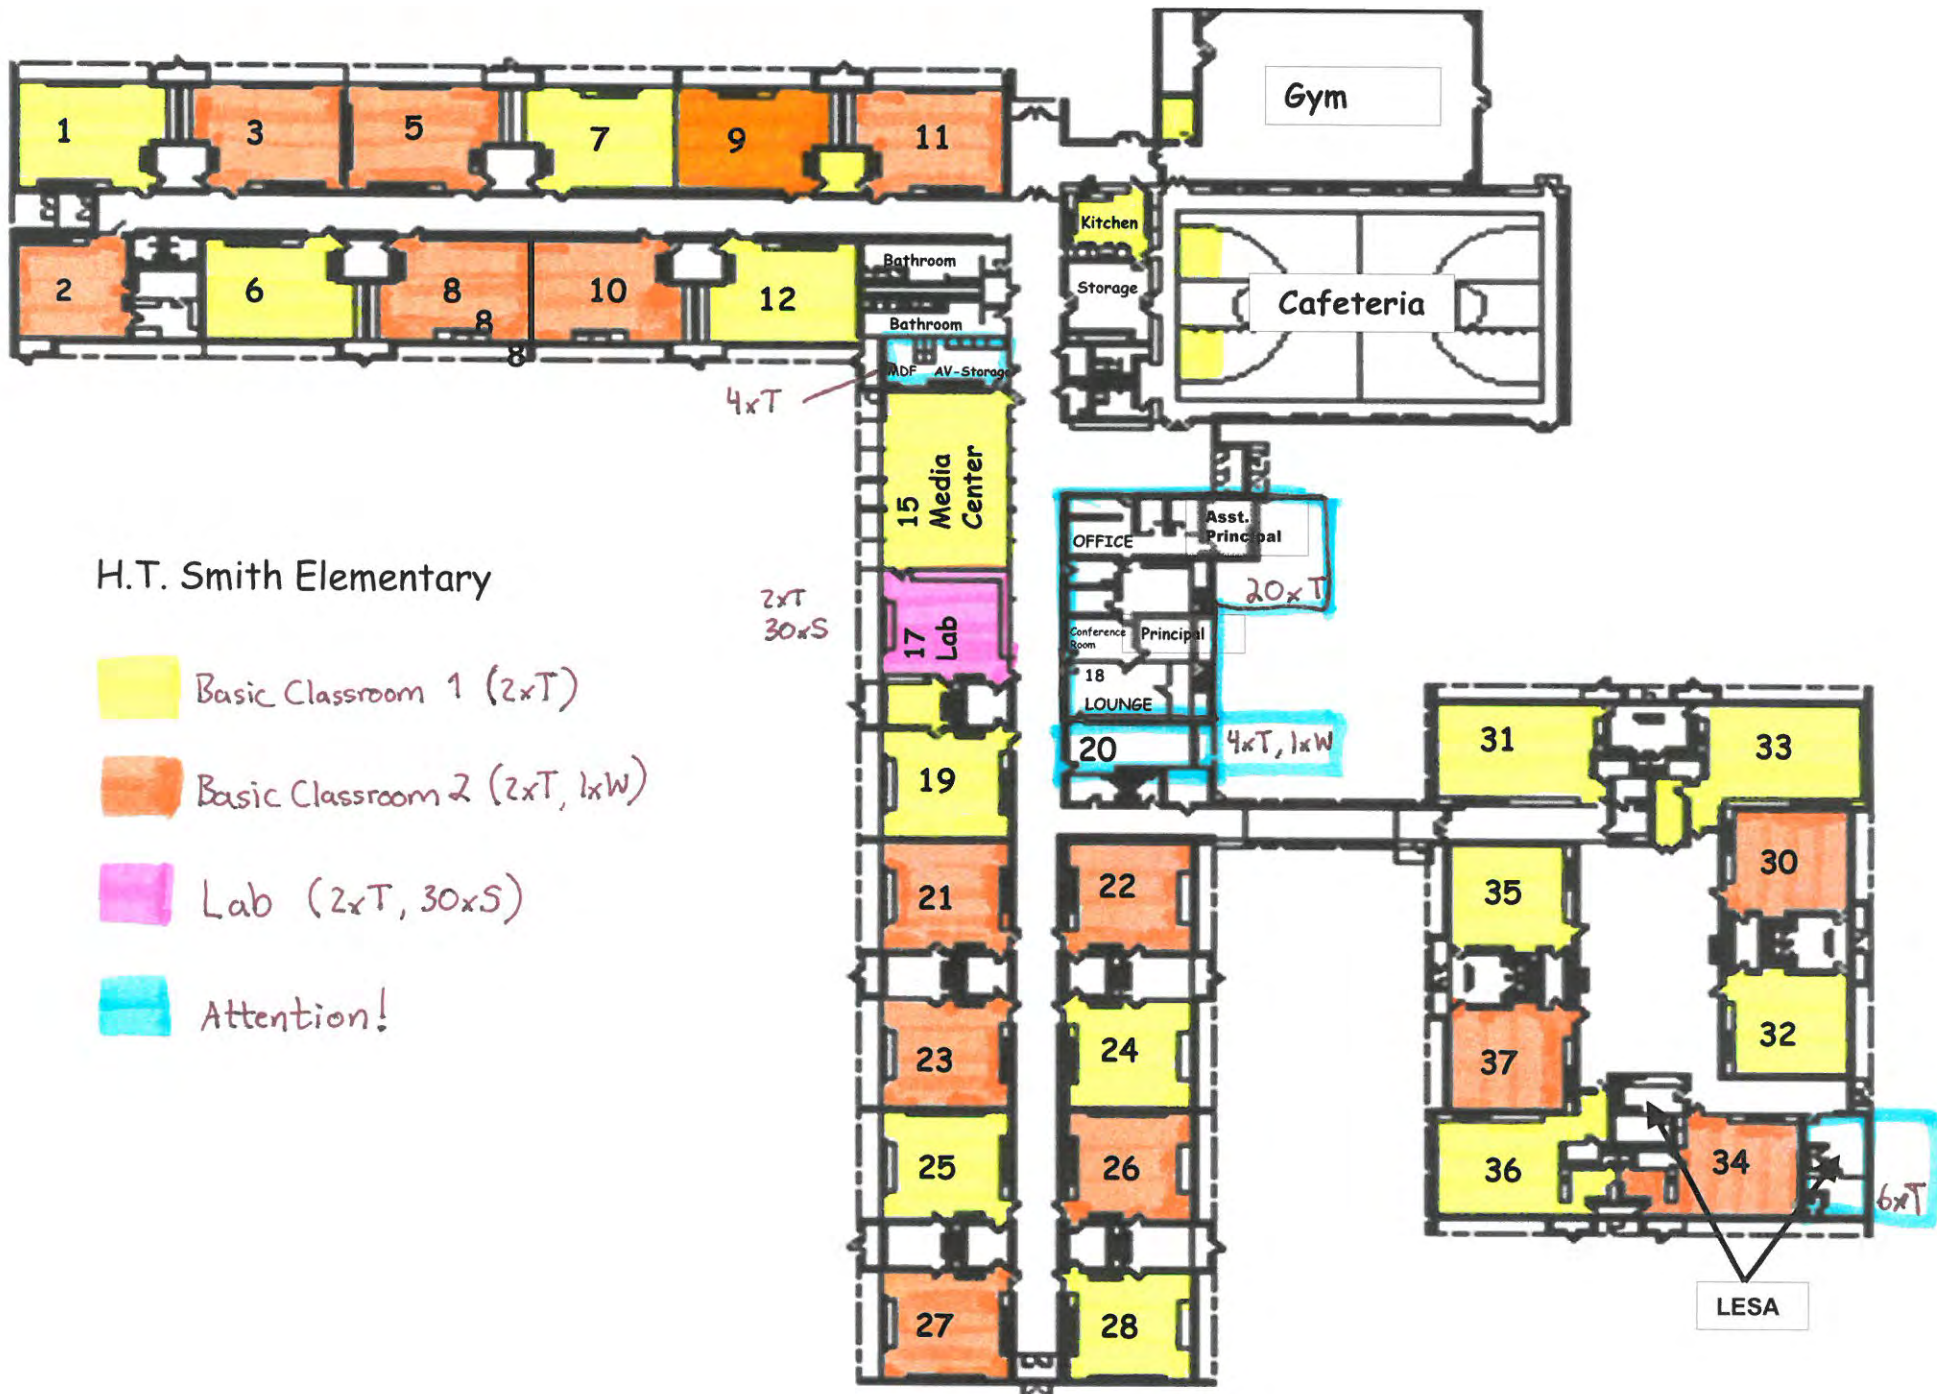 Gym
1
3
5
7
9
11
Kitchen
2
6
8
10
12
Bathroom
Storage
Cafeteria
8
Bathroom
8
MDF AV-Storage
4xT
15 Media Center
Asst.
Principal
OFFICE
H.T. Smith Elementary
2xT
30xS
17 Lab
20xT
Conference
Room
Principal
18
LOUNGE
Basic Classroom 1 (2xT)
20
4xT, 1xW
31
33
19
Basic Classroom 2 (2xT, 1xW)
30
21
22
35
Lab (2xT, 30xS)
Attention!
23
24
37
32
25
26
36
34
6xT
27
28
LESA